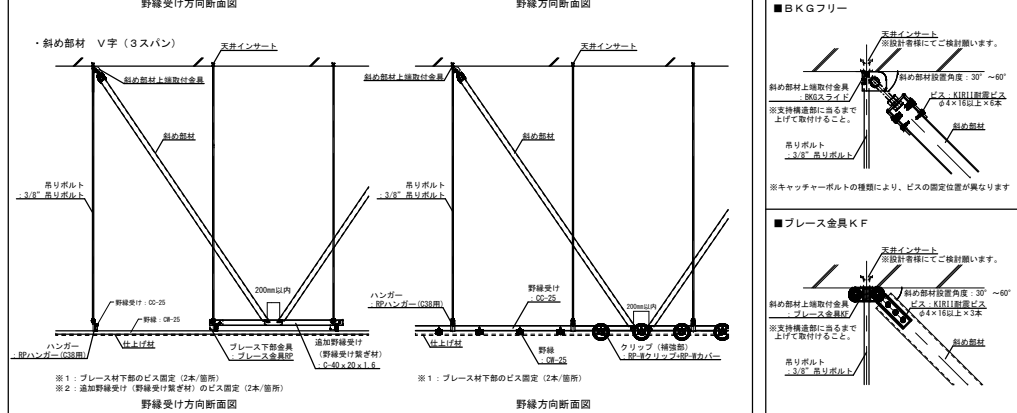 野縁受け方向断面図
野縁方向断面図
・斜め部材 V字（3スパン）
天井インサート
斜め部材上端取付金具
斜め部材
吊りボルト
：3/8" 吊りボルト
200mm以内
野縁受け：CC-25
野縁：CW-25
仕上げ材
ハンガー
：RPハンガー(C38用)
ブレース下部金具
：ブレース金具RP
追加野縁受け
(野縁受け繋ぎ材)
：C-40×20×1.6
※1：ブレース材下部のビス固定（2本/箇所）
※2：追加野縁受け（野縁受け繋ぎ材）のビス固定（2本/箇所）
野縁受け方向断面図
天井インサート
斜め部材上端取付金具
斜め部材
吊りボルト
：3/8" 吊りボルト
ハンガー
：RPハンガー(C38用)
野縁受け
：CC-25
200mm以内
仕上げ材
野縁
：CW-25
クリップ（補強部）
：RP-Wクリップ+RP-Wカバー
※1：ブレース材下部のビス固定（2本/箇所）
野縁方向断面図
■BKGフリー
天井インサート
※設計者様にてご検討願います。
斜め部材設置角度：30°～60°
斜め部材上端取付金具
：BKGスライド
※支持構造部に当るまで
上げて取付けること。
ビス：KIRII耐震ビス
φ4×16以上×6本
斜め部材
吊りボルト
：3/8" 吊りボルト
※キャッチャーボルトの種類により、ビスの固定位置が異なります
■ブレース金具KF
天井インサート
※設計者様にてご検討願います。
斜め部材設置角度：30°～60°
斜め部材上端取付金具
：ブレース金具KF
ビス：KIRII耐震ビス
φ4×16以上×3本
※支持構造部に当るまで
上げて取付けること。
斜め部材
吊りボルト
：3/8" 吊りボルト